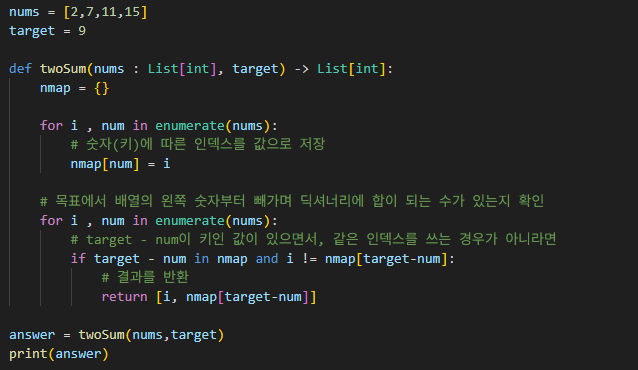 nums = [2,7,11,15]
target = 9
def twoSum(nums : List[int], target) -> List[int]:
    nmap = {}
    for i , num in enumerate(nums):
        # 숫자(키)에 따른 인덱스를 값으로 저장
        nmap[num] = i
    # 목표에서 배열의 왼쪽 숫자부터 빼가며 딕셔너리에 합이 되는 수가 있는지 확인
    for i , num in enumerate(nums):
        # target - num이 키인 값이 있으면서, 같은 인덱스를 쓰는 경우가 아니라면
        if target - num in nmap and i != nmap[target-num]:
            # 결과를 반환
            return [i, nmap[target-num]]
answer = twoSum(nums,target)
print(answer)